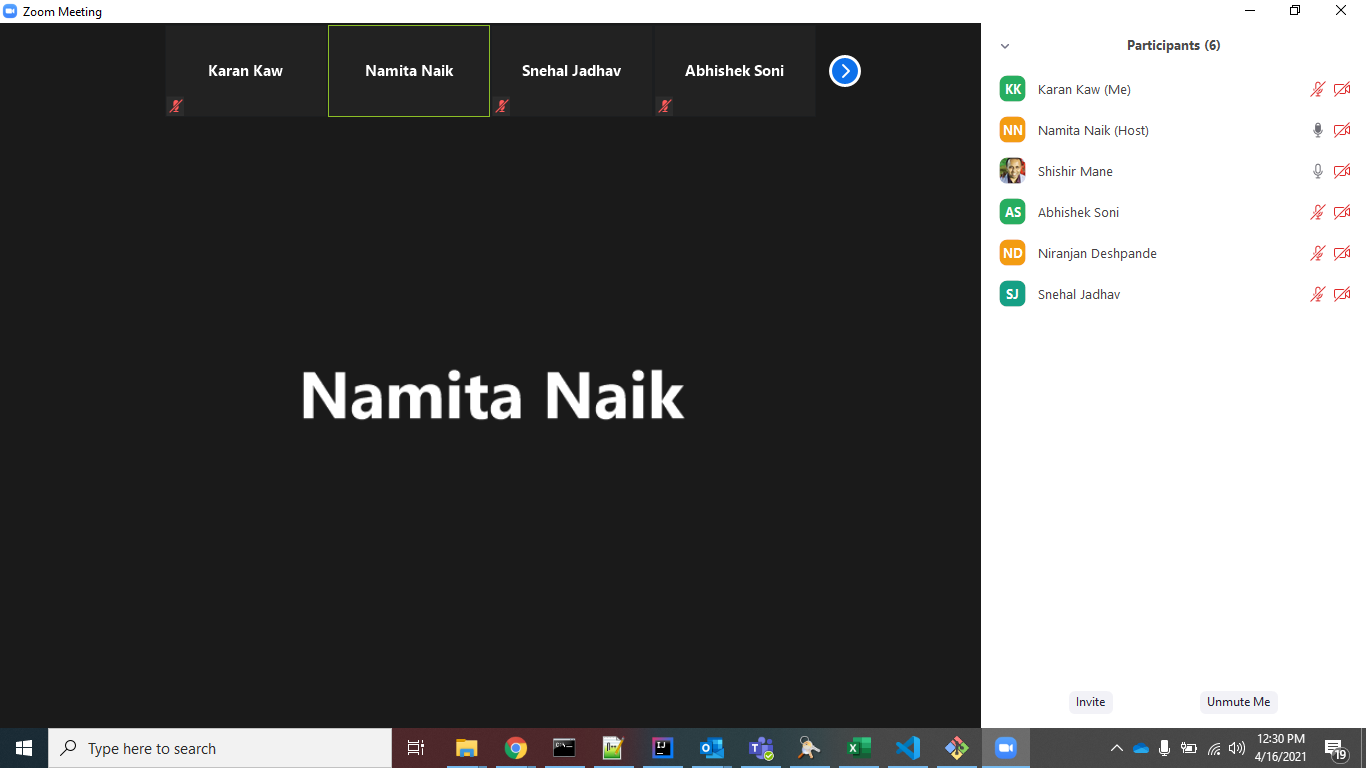 Zoom Meeting
Karan Kaw
Namita Naik
Snehal Jadhav
Abhishek Soni
Namita Naik
Participants (6)
KK Karan Kaw (Me)
NN Namita Naik (Host)
Shishir Mane
AS Abhishek Soni
ND Niranjan Deshpande
SJ Snehal Jadhav
Invite
Unmute Me
Type here to search
12:30 PM
4/16/2021
19